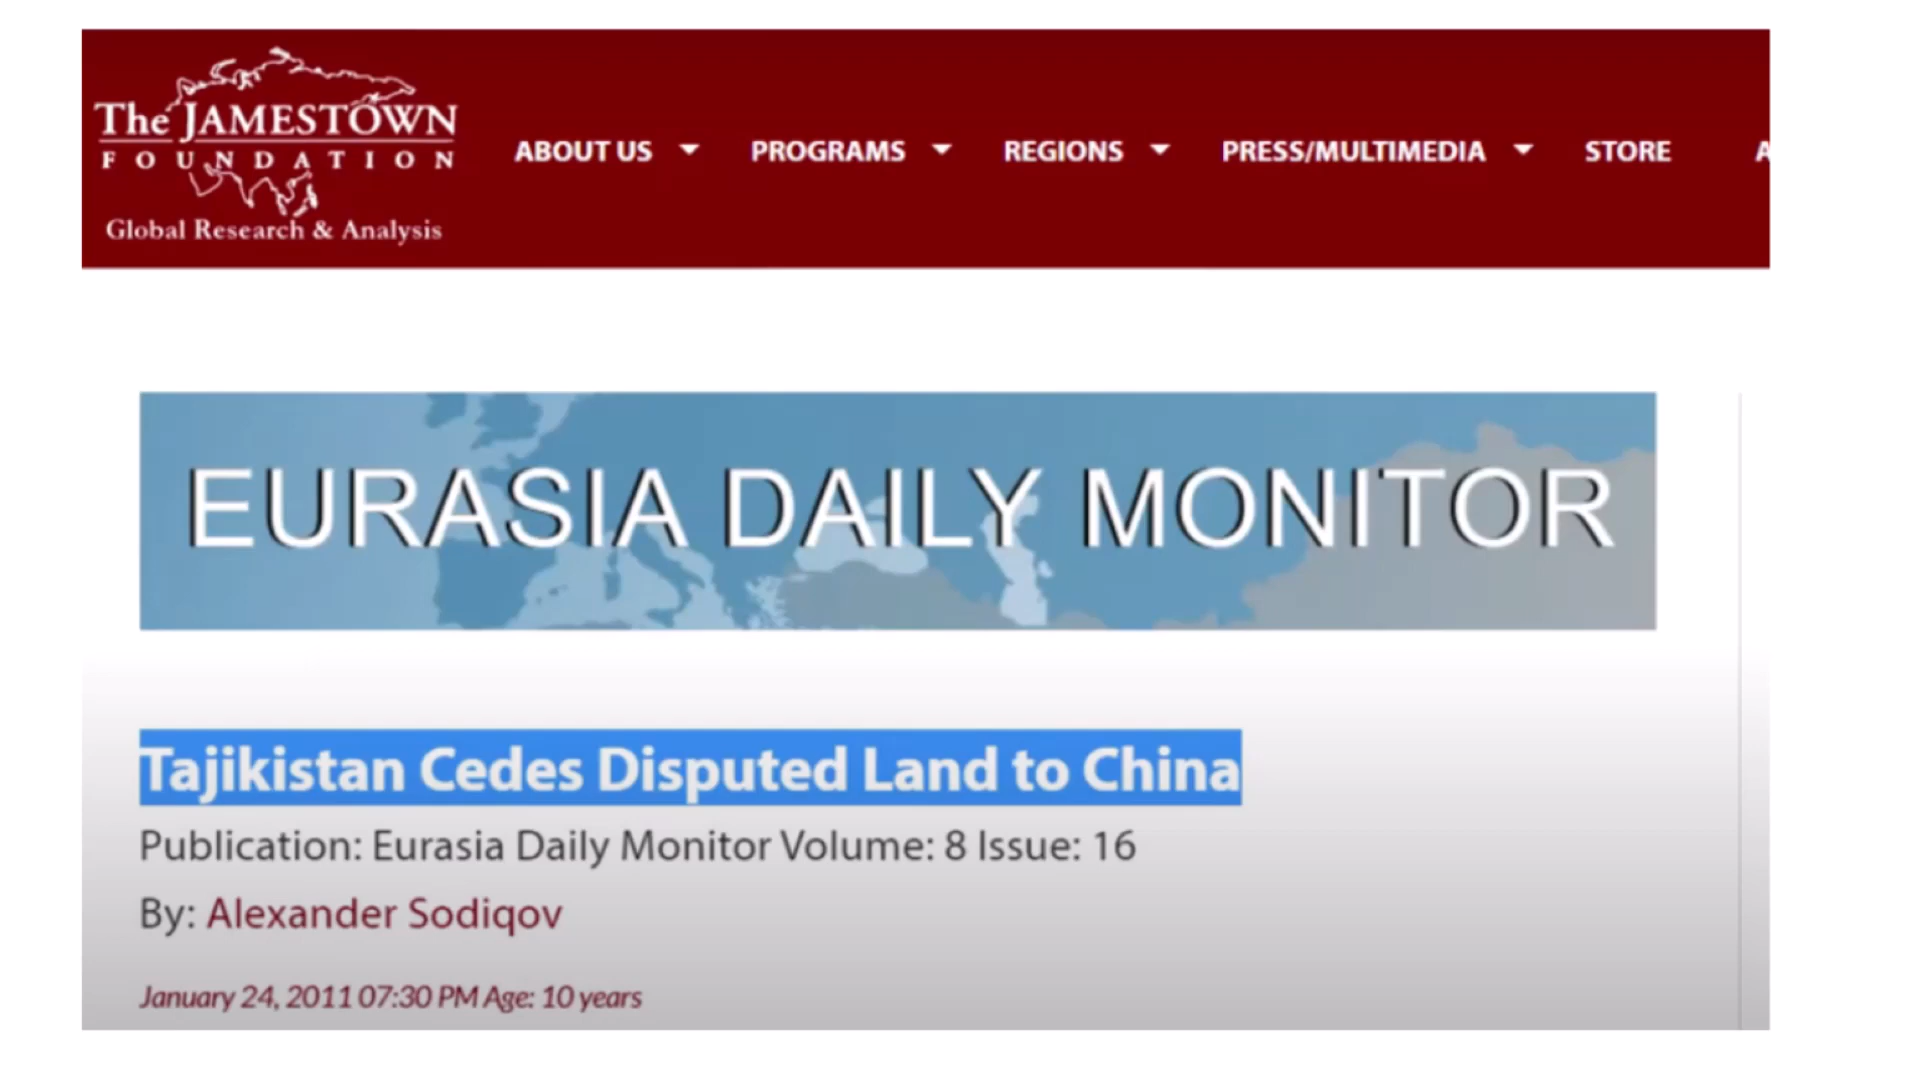 The JAMESTOWN
FOUNDATION
Global Research & Analysis
ABOUT US PROGRAMS REGIONS PRESS/MULTIMEDIA STORE A
EURASIA DAILY MONITOR
Tajikistan Cedes Disputed Land to China
Publication: Eurasia Daily Monitor Volume: 8 Issue: 16
By: Alexander Sodiqov
January 24, 2011 07:30 PM Age: 10 years